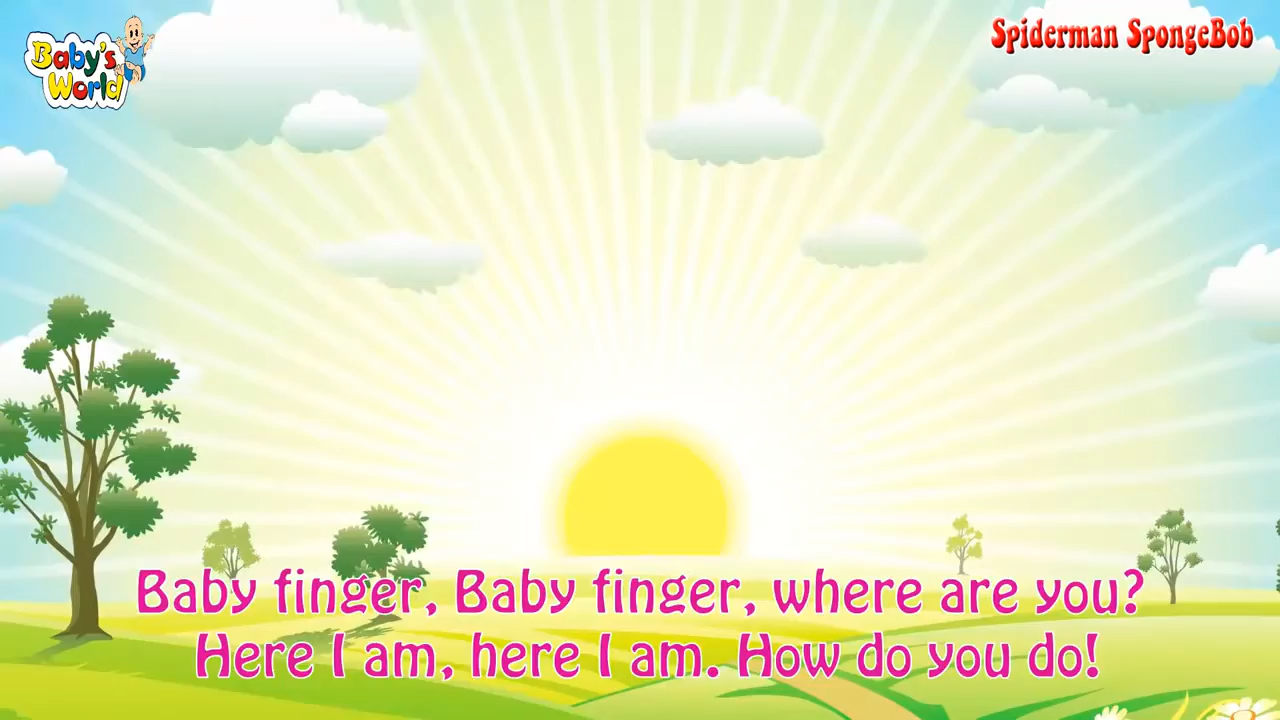 Baby's
World
Spiderman SpongeBob
Baby finger, Baby finger, where are you?
Here I am, here I am. How do you do!